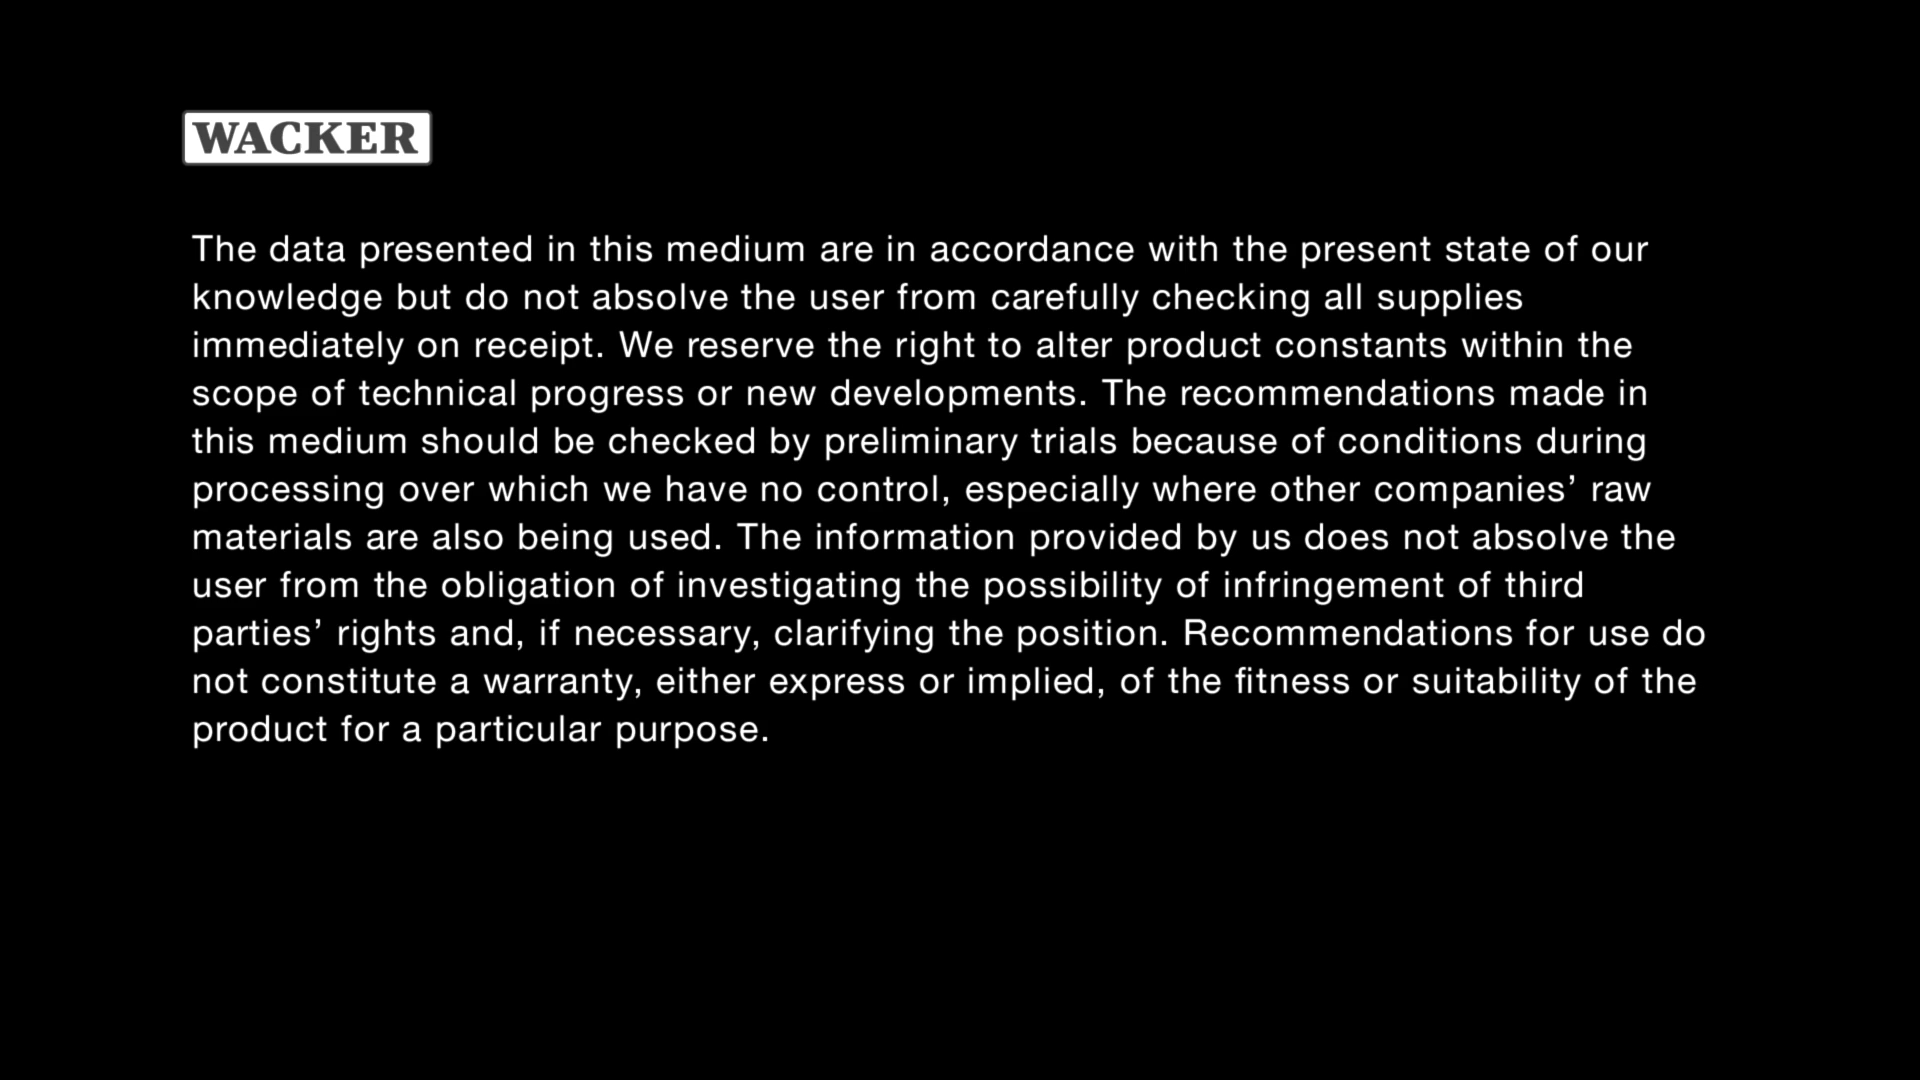 WACKER
The data presented in this medium are in accordance with the present state of our
knowledge but do not absolve the user from carefully checking all supplies
immediately on receipt. We reserve the right to alter product constants within the
scope of technical progress or new developments. The recommendations made in
this medium should be checked by preliminary trials because of conditions during
processing over which we have no control, especially where other companies’ raw
materials are also being used. The information provided by us does not absolve the
user from the obligation of investigating the possibility of infringement of third
parties’ rights and, if necessary, clarifying the position. Recommendations for use do
not constitute a warranty, either express or implied, of the fitness or suitability of the
product for a particular purpose.